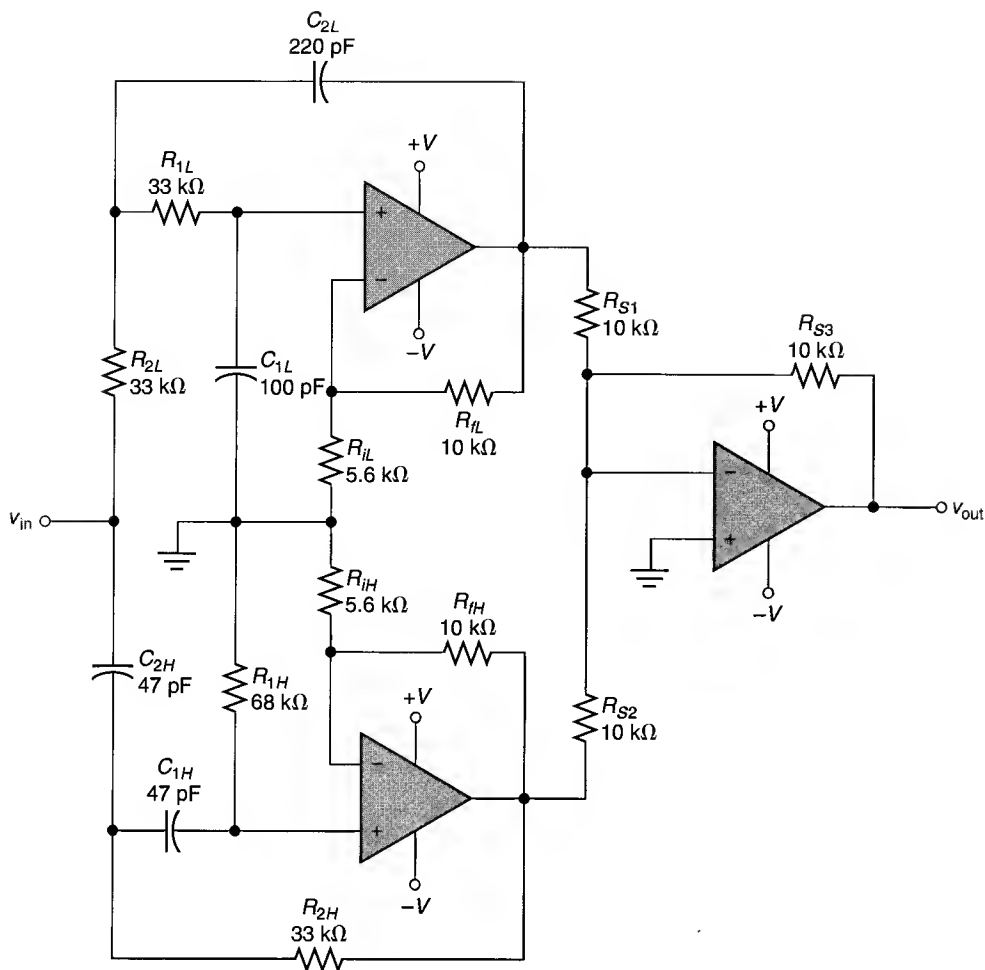 C2L
220 pF
+V
R1L
33 kΩ
+
−
−V
RS1
10 kΩ
RS3
10 kΩ
R2L
33 kΩ
C1L
100 pF
RfL
10 kΩ
+V
RiL
5.6 kΩ
−
+
−V
vin
vout
RiH
5.6 kΩ
RfH
10 kΩ
C2H
47 pF
R1H
68 kΩ
+V
RS2
10 kΩ
C1H
47 pF
−
+
−V
R2H
33 kΩ